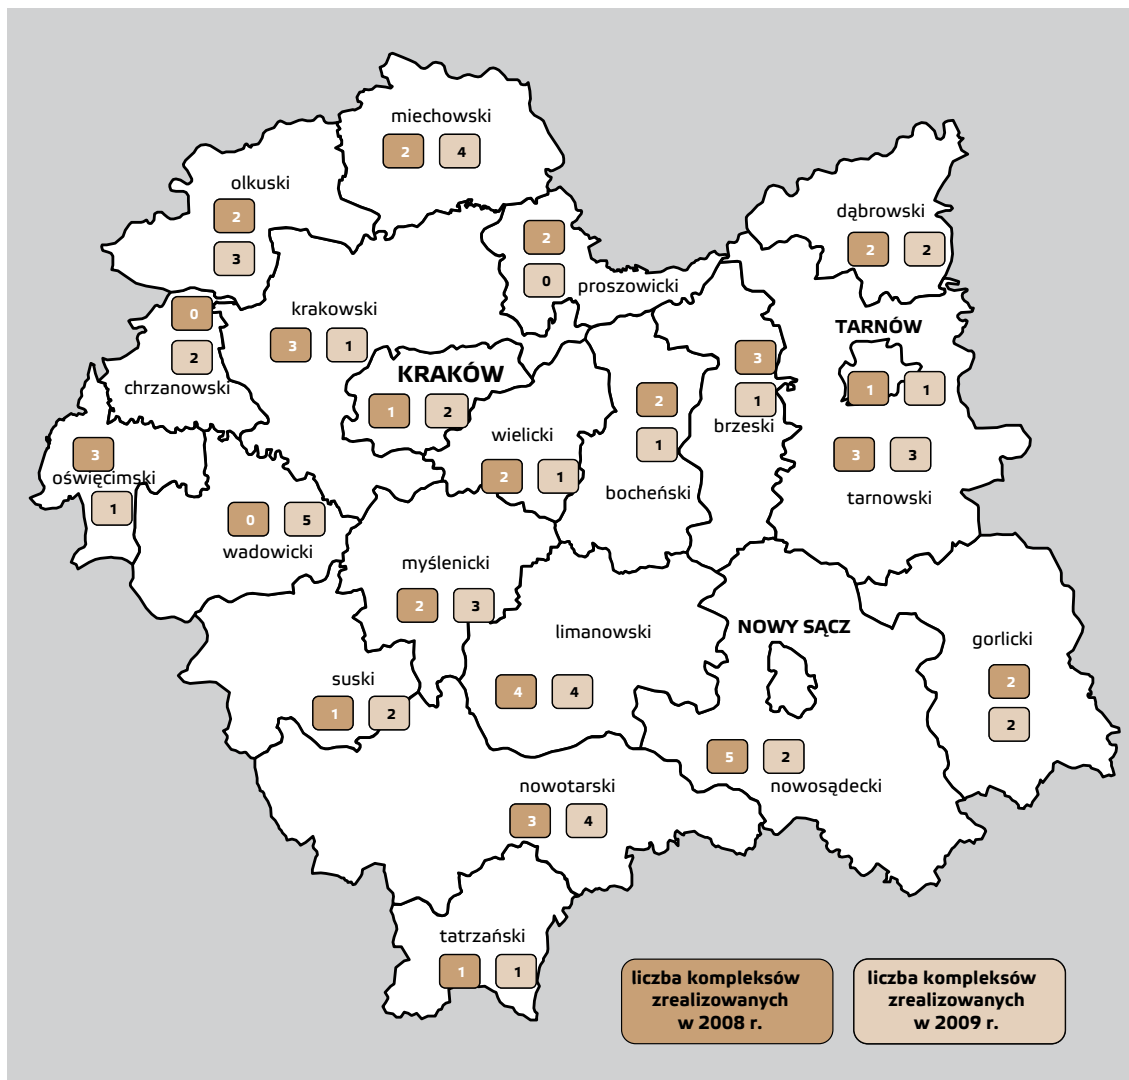 miechowski
2 4
olkuski
2
3
dąbrowski
2 2
2
0
proszowicki
krakowski
3 1
0
2
chrzanowski
TARNÓW
1 1
KRAKÓW
1 2
3
1
brzeski
2
1
bocheński
wielicki
2 1
3 3
tarnowski
3
oświęcimski
1
0 5
wadowicki
myślenicki
2 3
limanowski
4 4
NOWY SĄCZ
gorlicki
2
2
suski
1 2
5 2
nowosądecki
nowotarski
3 4
tatrzański
1 1
liczba kompleksów
zrealizowanych
w 2008 r.
liczba kompleksów
zrealizowanych
w 2009 r.